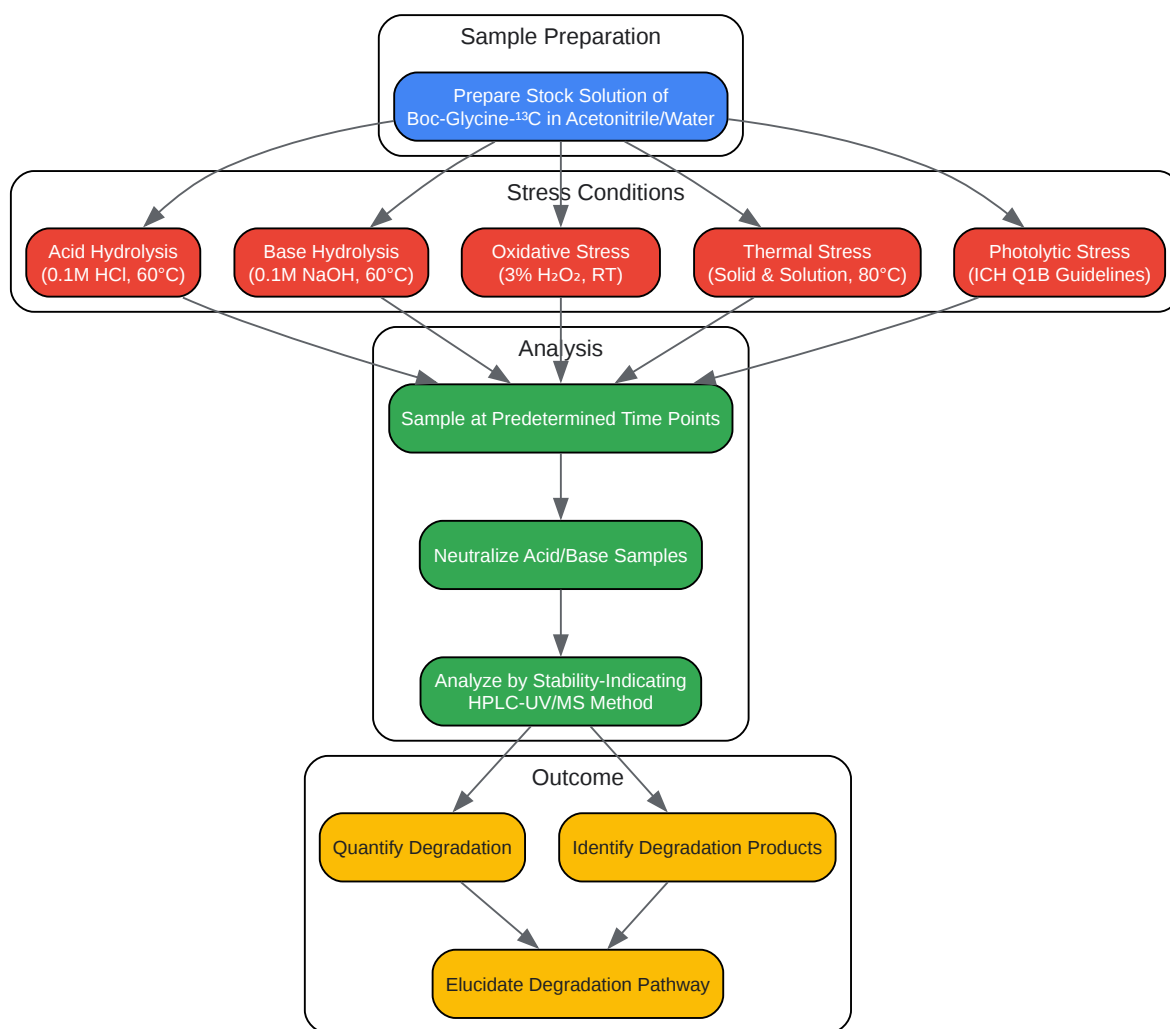 Sample Preparation
Prepare Stock Solution of
Boc-Glycine-¹³C in Acetonitrile/Water
Stress Conditions
Acid Hydrolysis
(0.1M HCl, 60°C)
Base Hydrolysis
(0.1M NaOH, 60°C)
Oxidative Stress
(3% H₂O₂, RT)
Thermal Stress
(Solid & Solution, 80°C)
Photolytic Stress
(ICH Q1B Guidelines)
Analysis
Sample at Predetermined Time Points
Neutralize Acid/Base Samples
Analyze by Stability-Indicating
HPLC-UV/MS Method
Outcome
Quantify Degradation
Identify Degradation Products
Elucidate Degradation Pathway